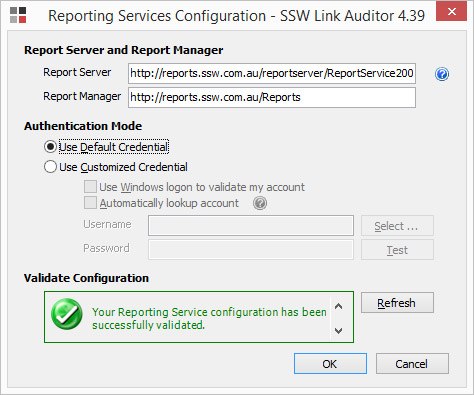 Reporting Services Configuration - SSW Link Auditor 4.39
Report Server and Report Manager
Report Server http://reports.ssw.com.au/reportserver/ReportService200
Report Manager http://reports.ssw.com.au/Reports
Authentication Mode
Use Default Credential
Use Customized Credential
Use Windows logon to validate my account
Automatically lookup account
Username Select ...
Password Test
Validate Configuration
Your Reporting Service configuration has been
successfully validated.
Refresh
OK Cancel